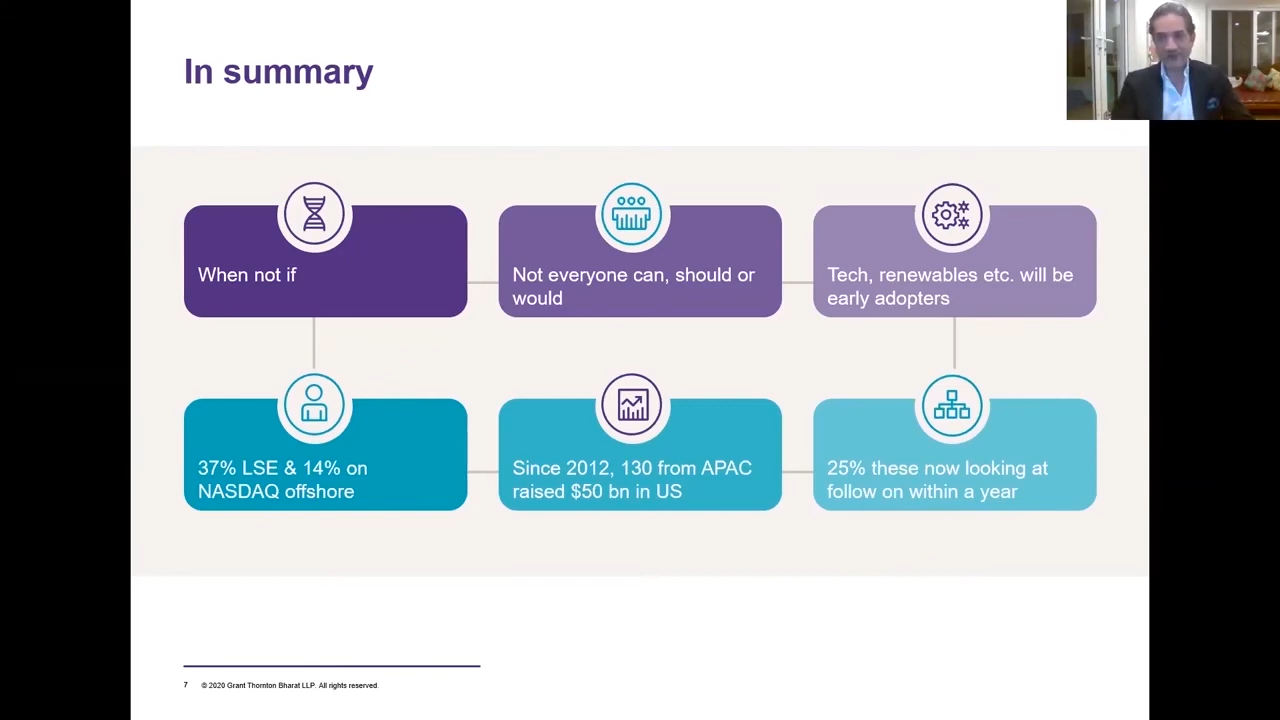 In summary
When not if
Not everyone can, should or
would
Tech, renewables etc. will be
early adopters
37% LSE & 14% on
NASDAQ offshore
Since 2012, 130 from APAC
raised $50 bn in US
25% these now looking at
follow on within a year
7 © 2020 Grant Thornton Bharat LLP. All rights reserved.